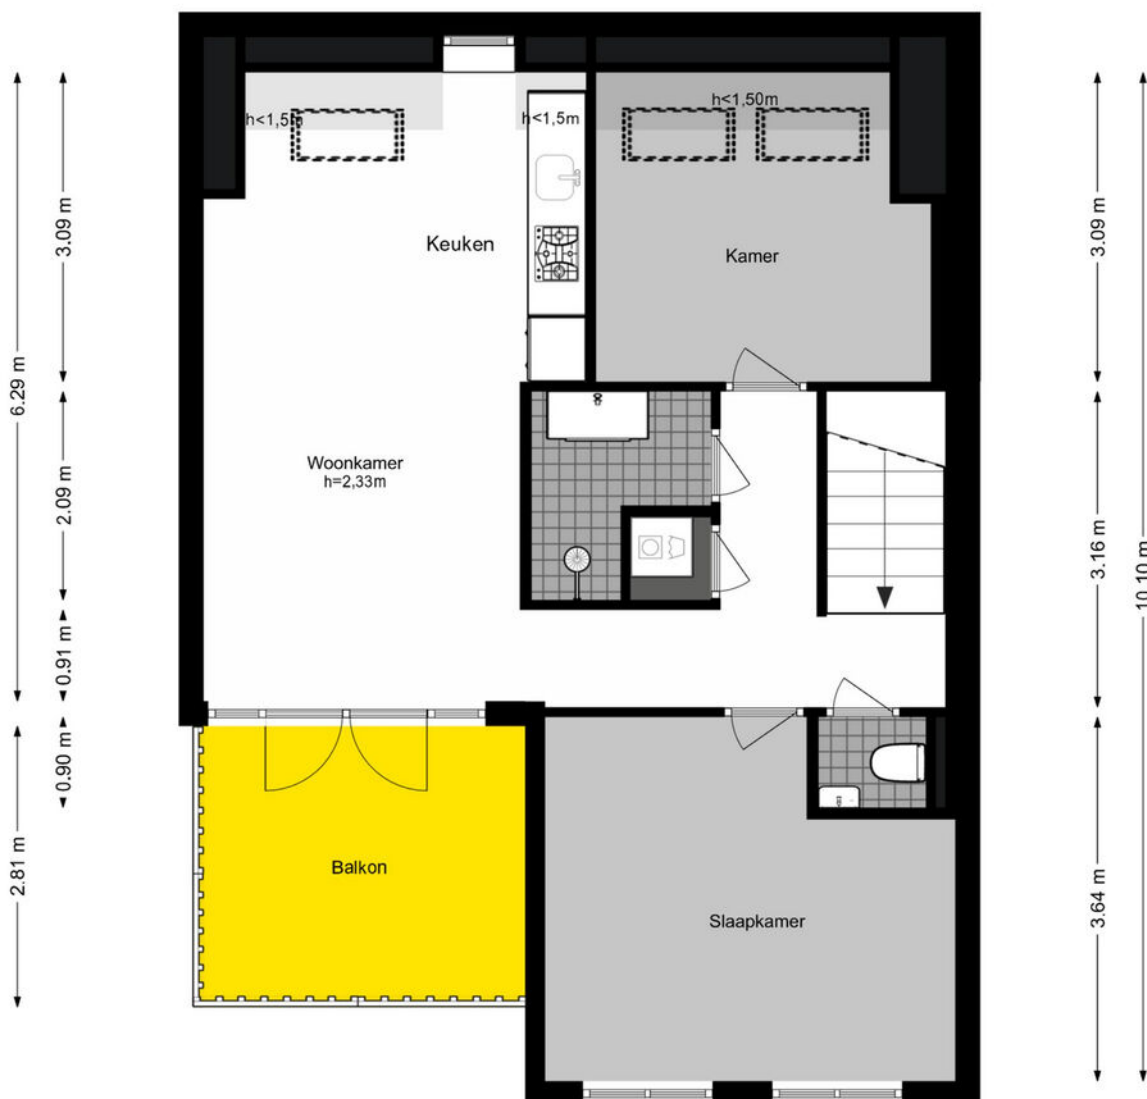 h<1,5m
h<1,5m
h<1,50m
Keuken
Kamer
Woonkamer
h=2,33m
Balkon
Slaapkamer
6.29 m
2.81 m
3.09 m
2.09 m
0.91 m
0.90 m
3.09 m
3.16 m
3.64 m
10.10 m